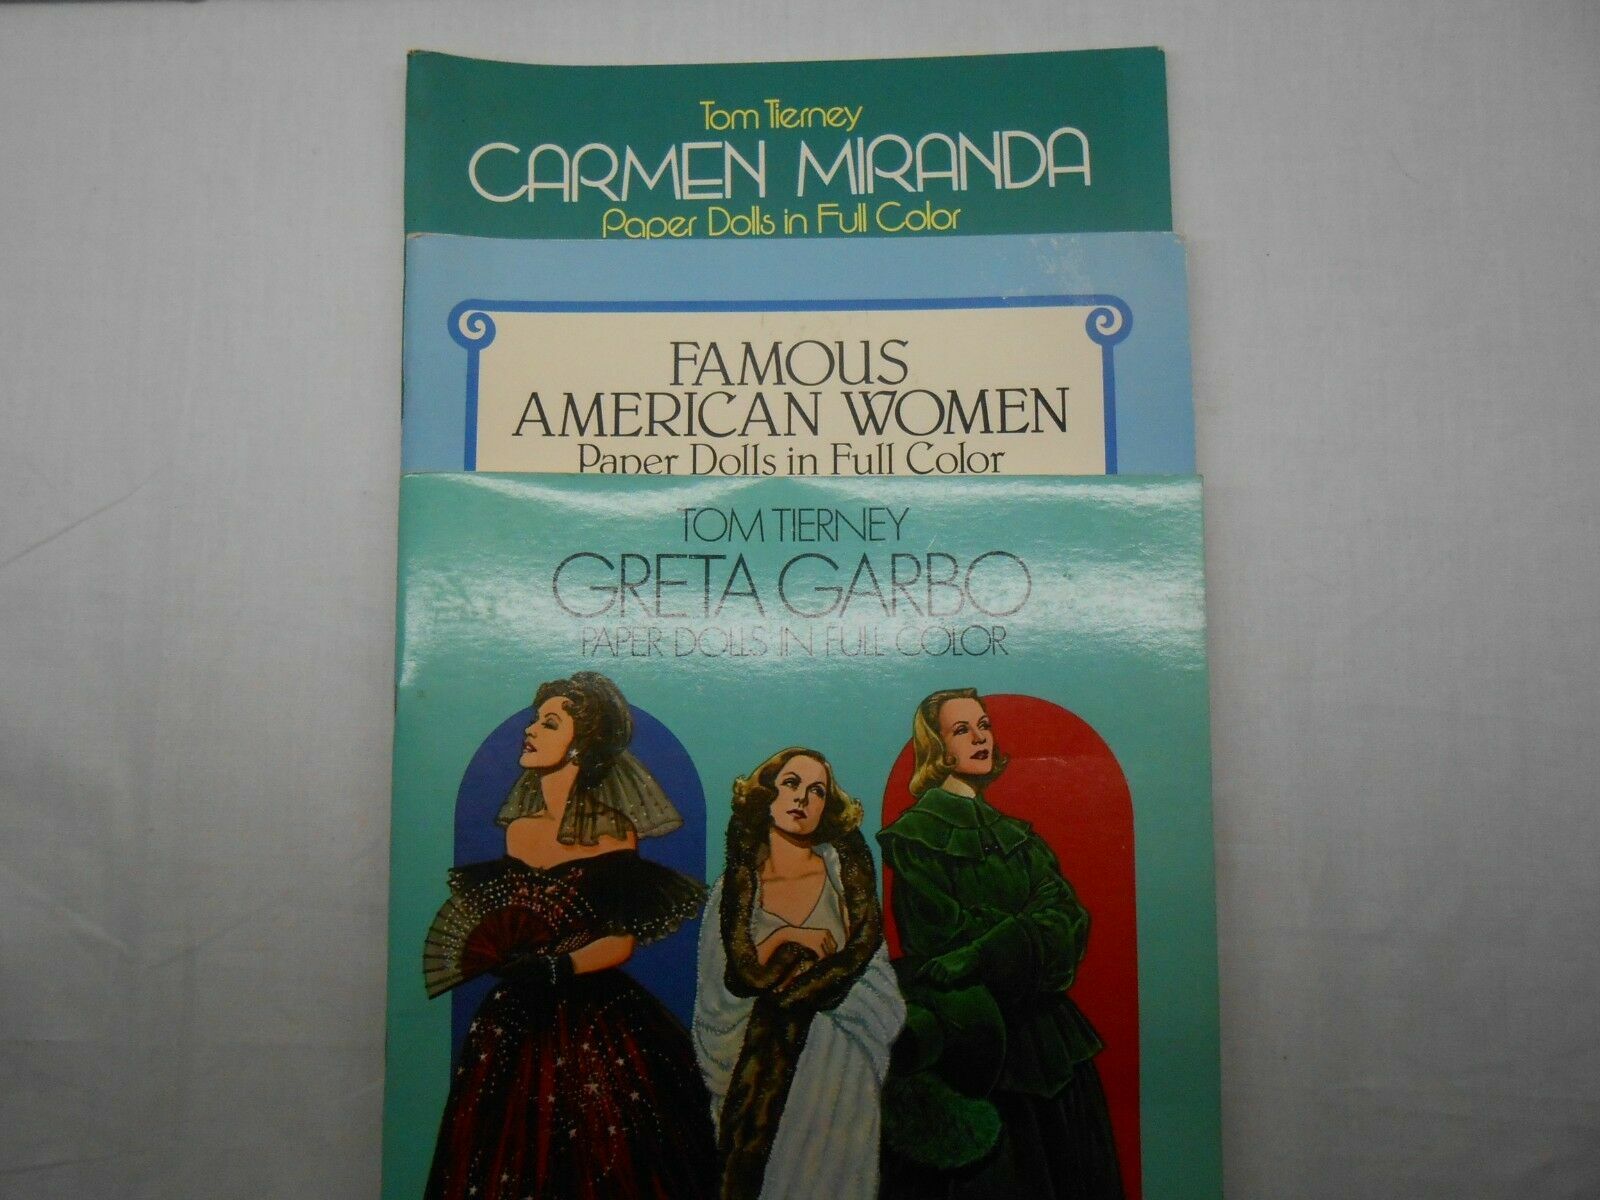 Tom Tierney
CARMEN MIRANDA
Paper Dolls in Full Color
FAMOUS
AMERICAN WOMEN
Paper Dolls in Full Color
TOM TIERNEY
GRETA GARBO
PAPER DOLLS IN FULL COLOR